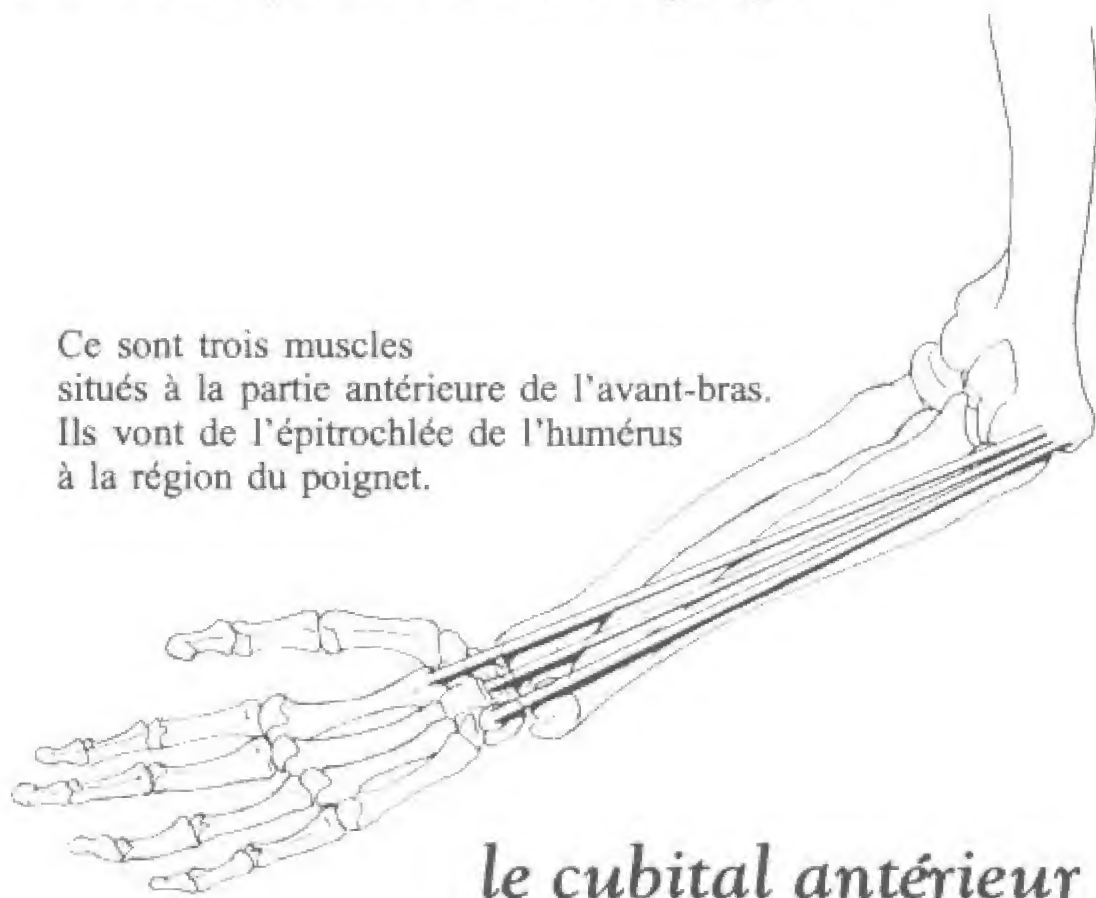 Ce sont trois muscles
situés à la partie antérieure de l'avant-bras.
Ils vont de l'épitrochlée de l'humérus
à la région du poignet.
le cubital antérieur